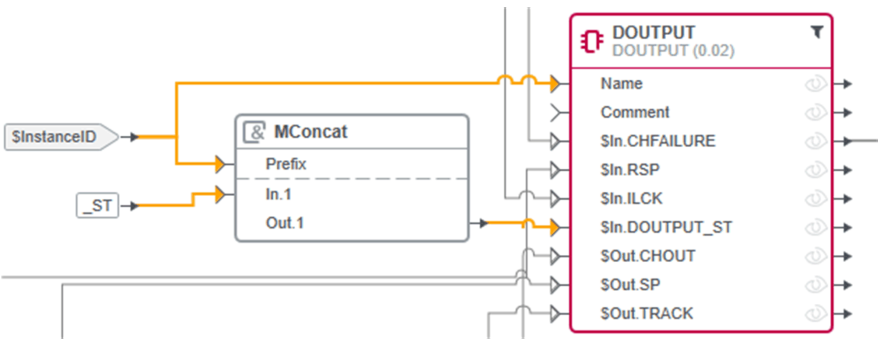 DOUTPUT
DOUTPUT (0.02)
Name
Comment
$InstanceID
& MConcat
$In.CHFAILURE
Prefix
$In.RSP
_ST
In.1
$In.ILCK
Out.1
$In.DOUTPUT_ST
$Out.CHOUT
$Out.SP
$Out.TRACK